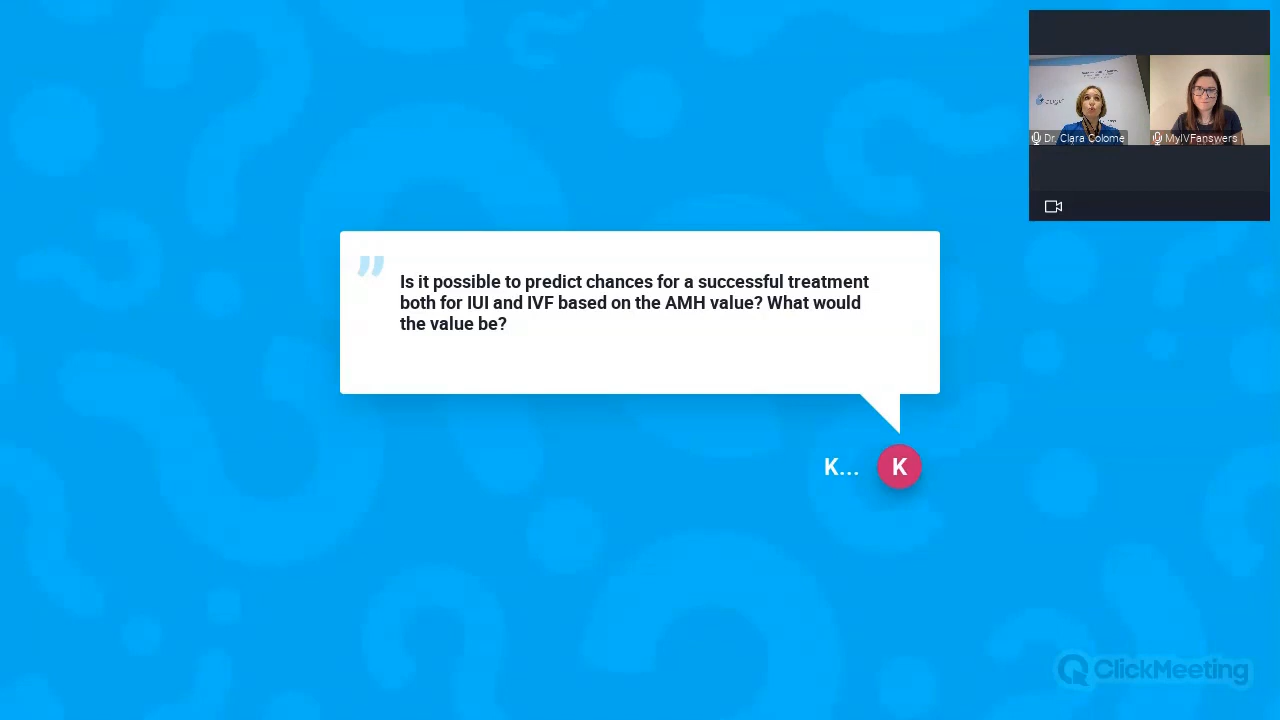 Dr. Clara Colome
MyIVFanswers
Is it possible to predict chances for a successful treatment
both for IUI and IVF based on the AMH value? What would
the value be?
K...
K
ClickMeeting